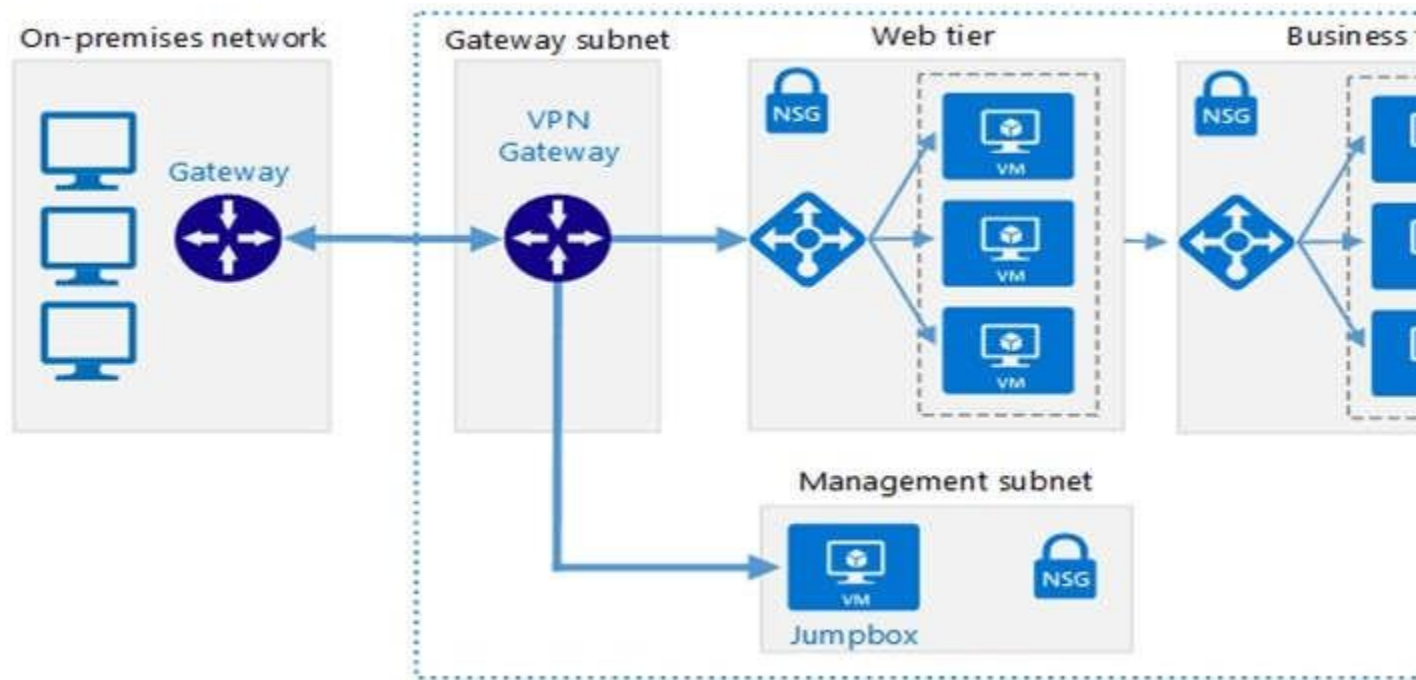 On-premises network
Gateway subnet
Web tier
Business
VPN
Gateway
Gateway
NSG
VM
VM
VM
NSG
Management subnet
VM
Jumpbox
NSG